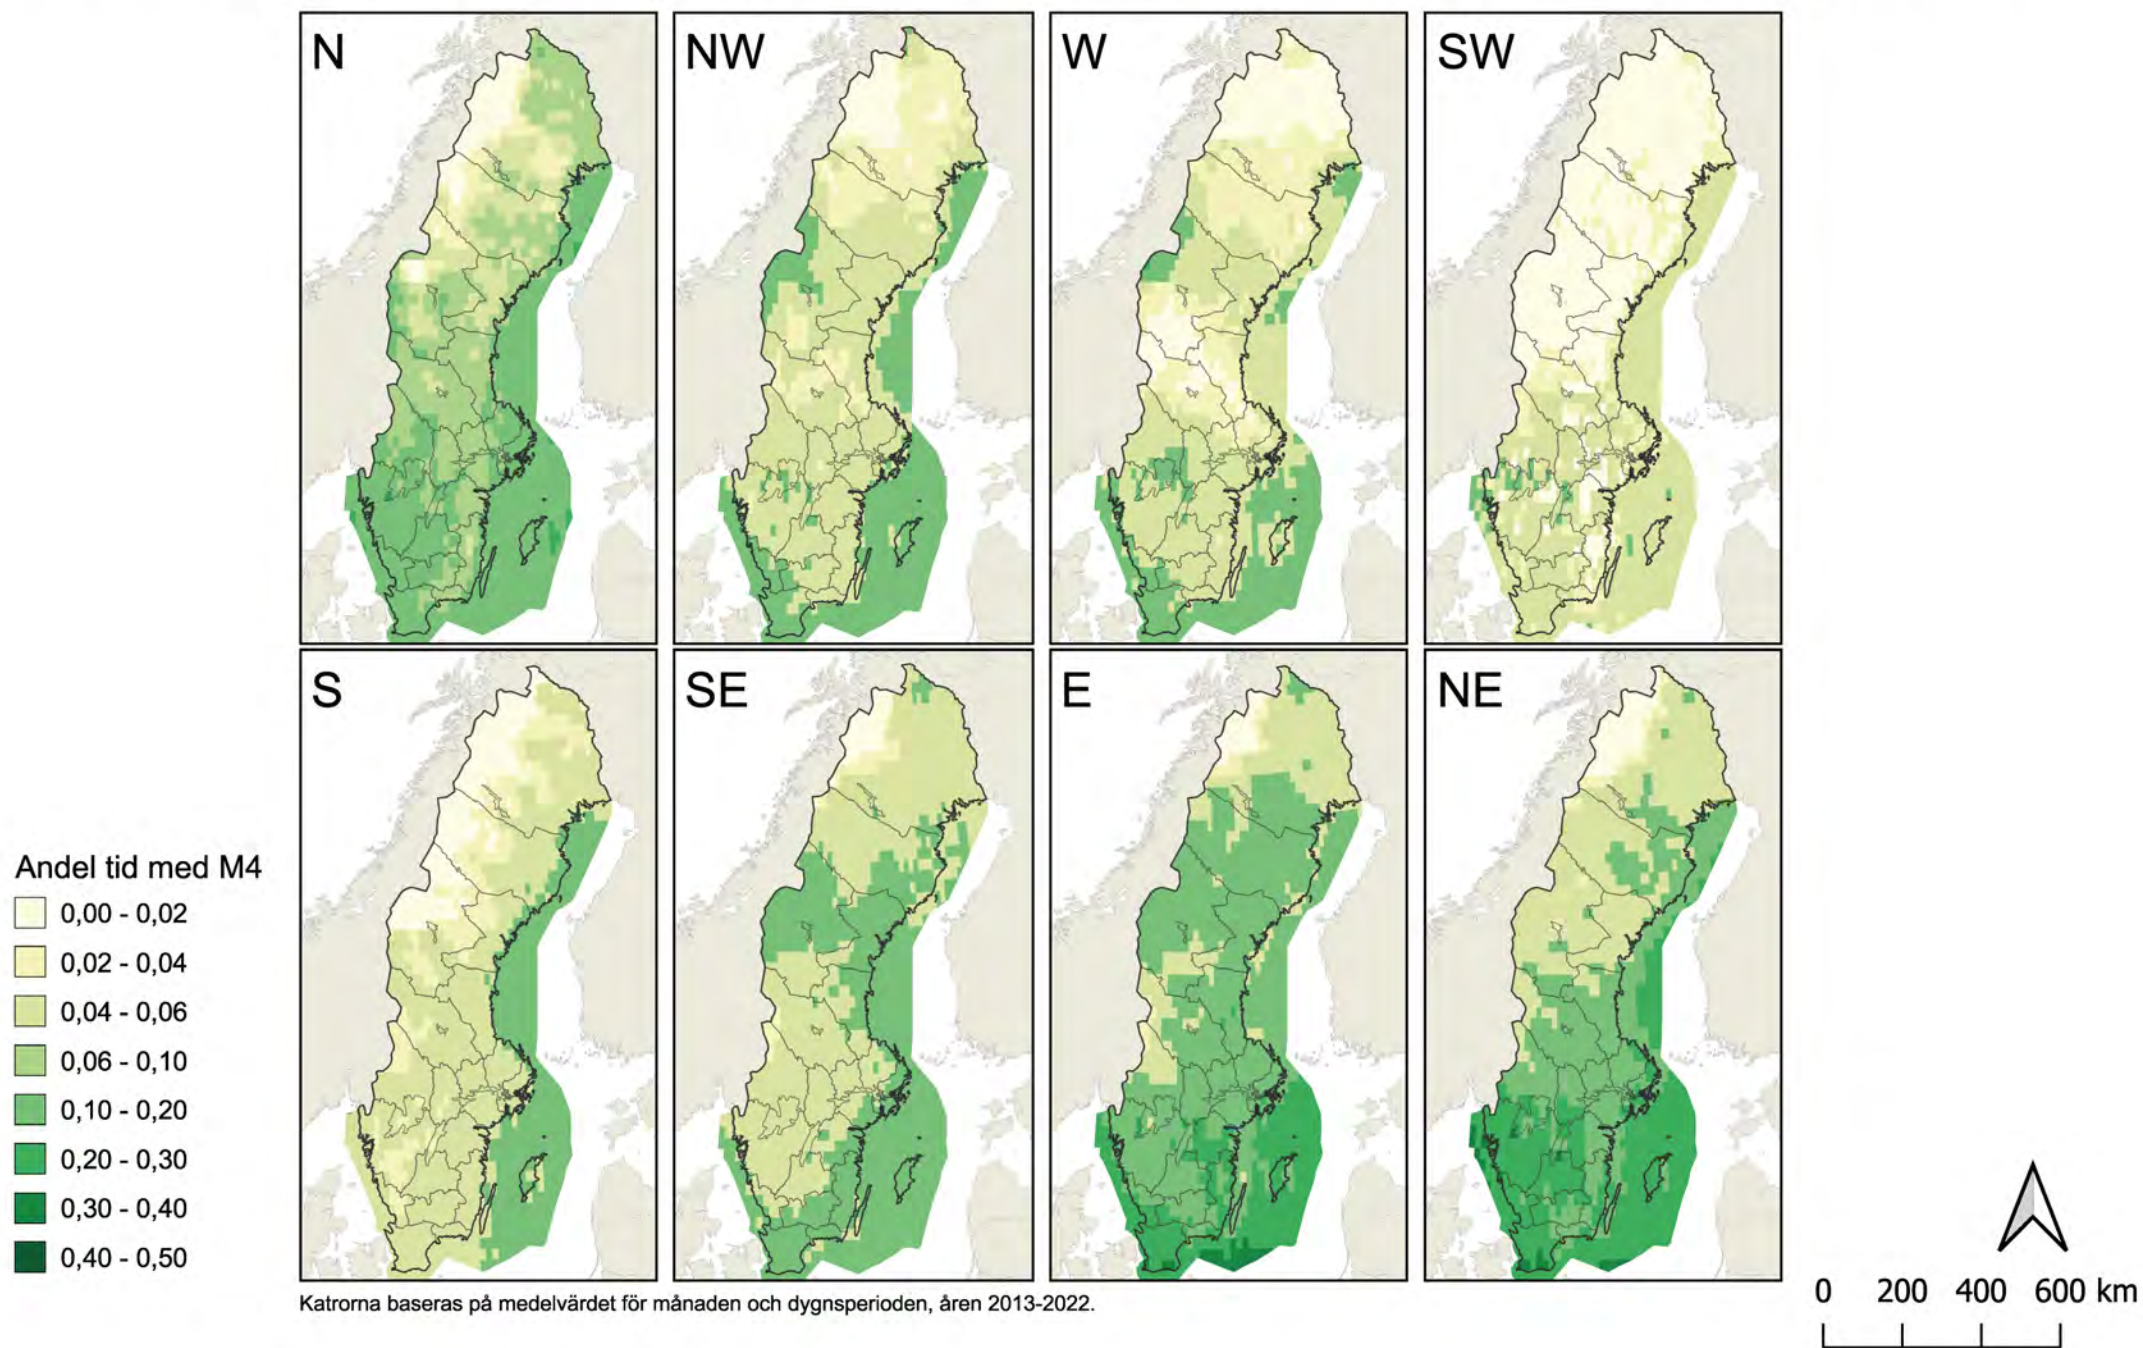 N
NW
W
SW
S
SE
E
NE
Andel tid med M4
0,00 - 0,02
0,02 - 0,04
0,04 - 0,06
0,06 - 0,10
0,10 - 0,20
0,20 - 0,30
0,30 - 0,40
0,40 - 0,50
Katrorna baseras på medelvärdet för månaden och dygnsperioden, åren 2013-2022.
0 200 400 600 km